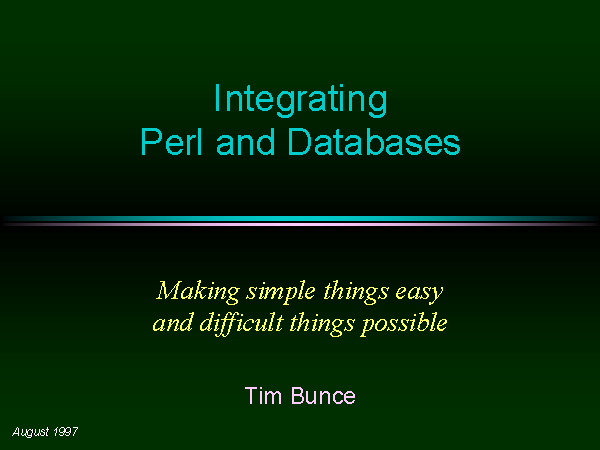 Integrating
Perl and Databases
Making simple things easy
and difficult things possible
Tim Bunce
August 1997